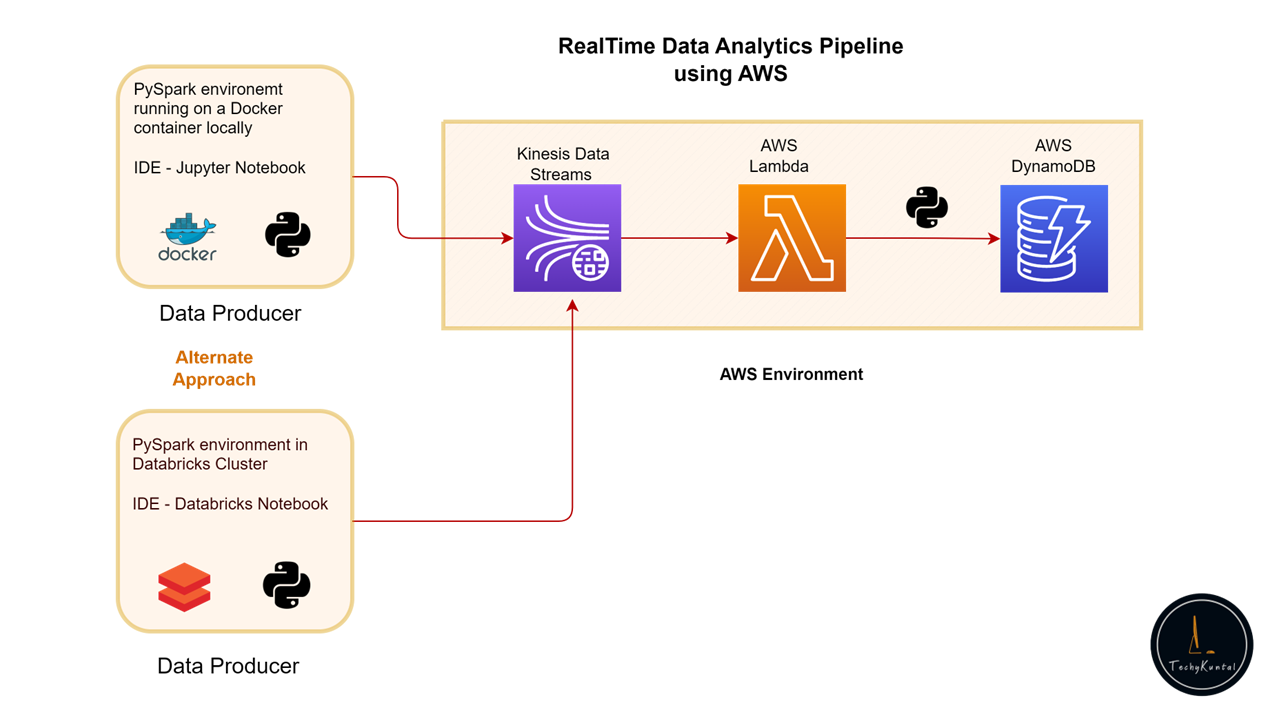 RealTime Data Analytics Pipeline
using AWS
PySpark environemt
running on a Docker
container locally
IDE - Jupyter Notebook
docker
Data Producer
Kinesis Data
Streams
AWS
Lambda
AWS
DynamoDB
AWS Environment
Alternate
Approach
PySpark environment in
Databricks Cluster
IDE - Databricks Notebook
Data Producer
TechyKuntal